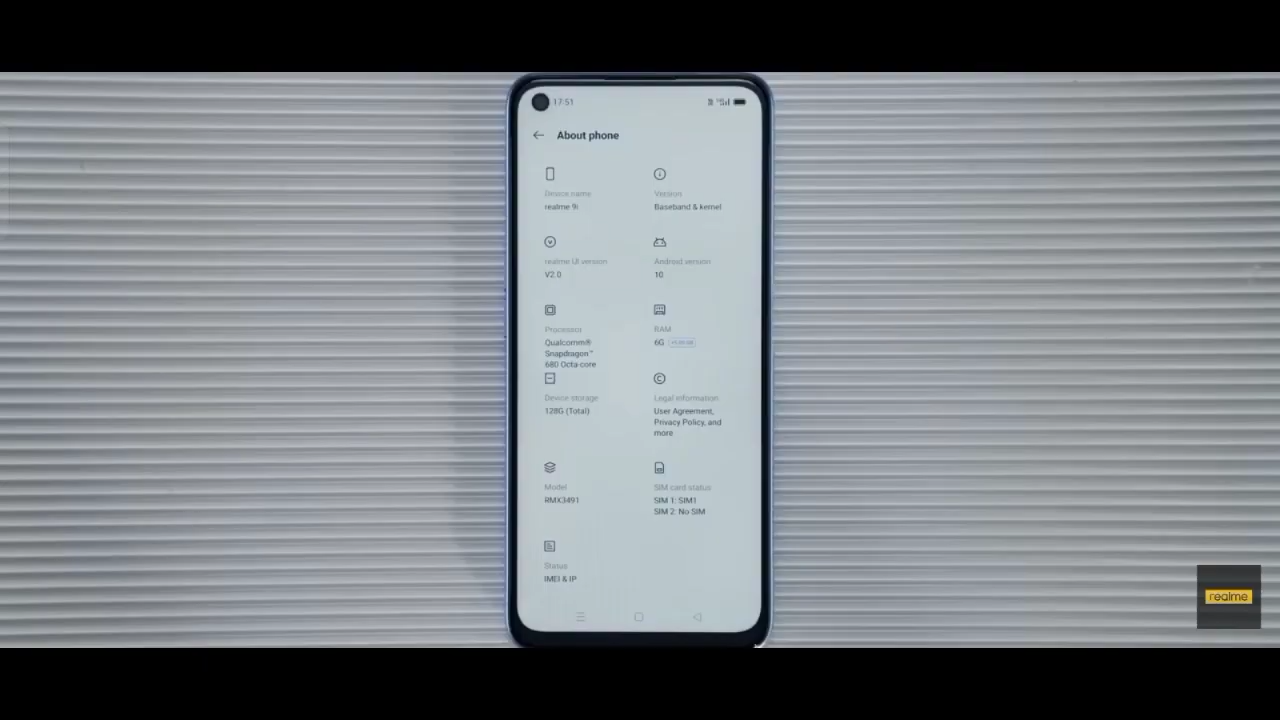 17:51
About phone
Device name
realme 9i
Version
Baseband & kernel
realme UI version
V2.0
Android version
10
Processor
Qualcomm®
Snapdragon™
680 Octa-core
RAM
6G
Device storage
128G (Total)
Legal information
User Agreement,
Privacy Policy, and
more
Model
RMX3491
SIM card status
SIM 1: SIM1
SIM 2: No SIM
Status
IMEI & IP
realme